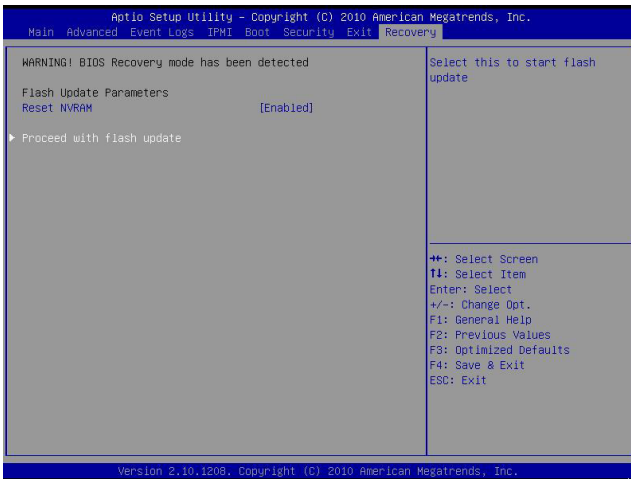 Aptio Setup Utility – Copyright (C) 2010 American Megatrends, Inc.
Main Advanced Event Logs IPMI Boot Security Exit Recovery
WARNING! BIOS Recovery mode has been detected
Flash Update Parameters
Reset NVRAM [Enabled]
Proceed with flash update
Select this to start flash
update
→←: Select Screen
↑↓: Select Item
Enter: Select
+/-: Change Opt.
F1: General Help
F2: Previous Values
F3: Optimized Defaults
F4: Save & Exit
ESC: Exit
Version 2.10.1208. Copyright (C) 2010 American Megatrends, Inc.